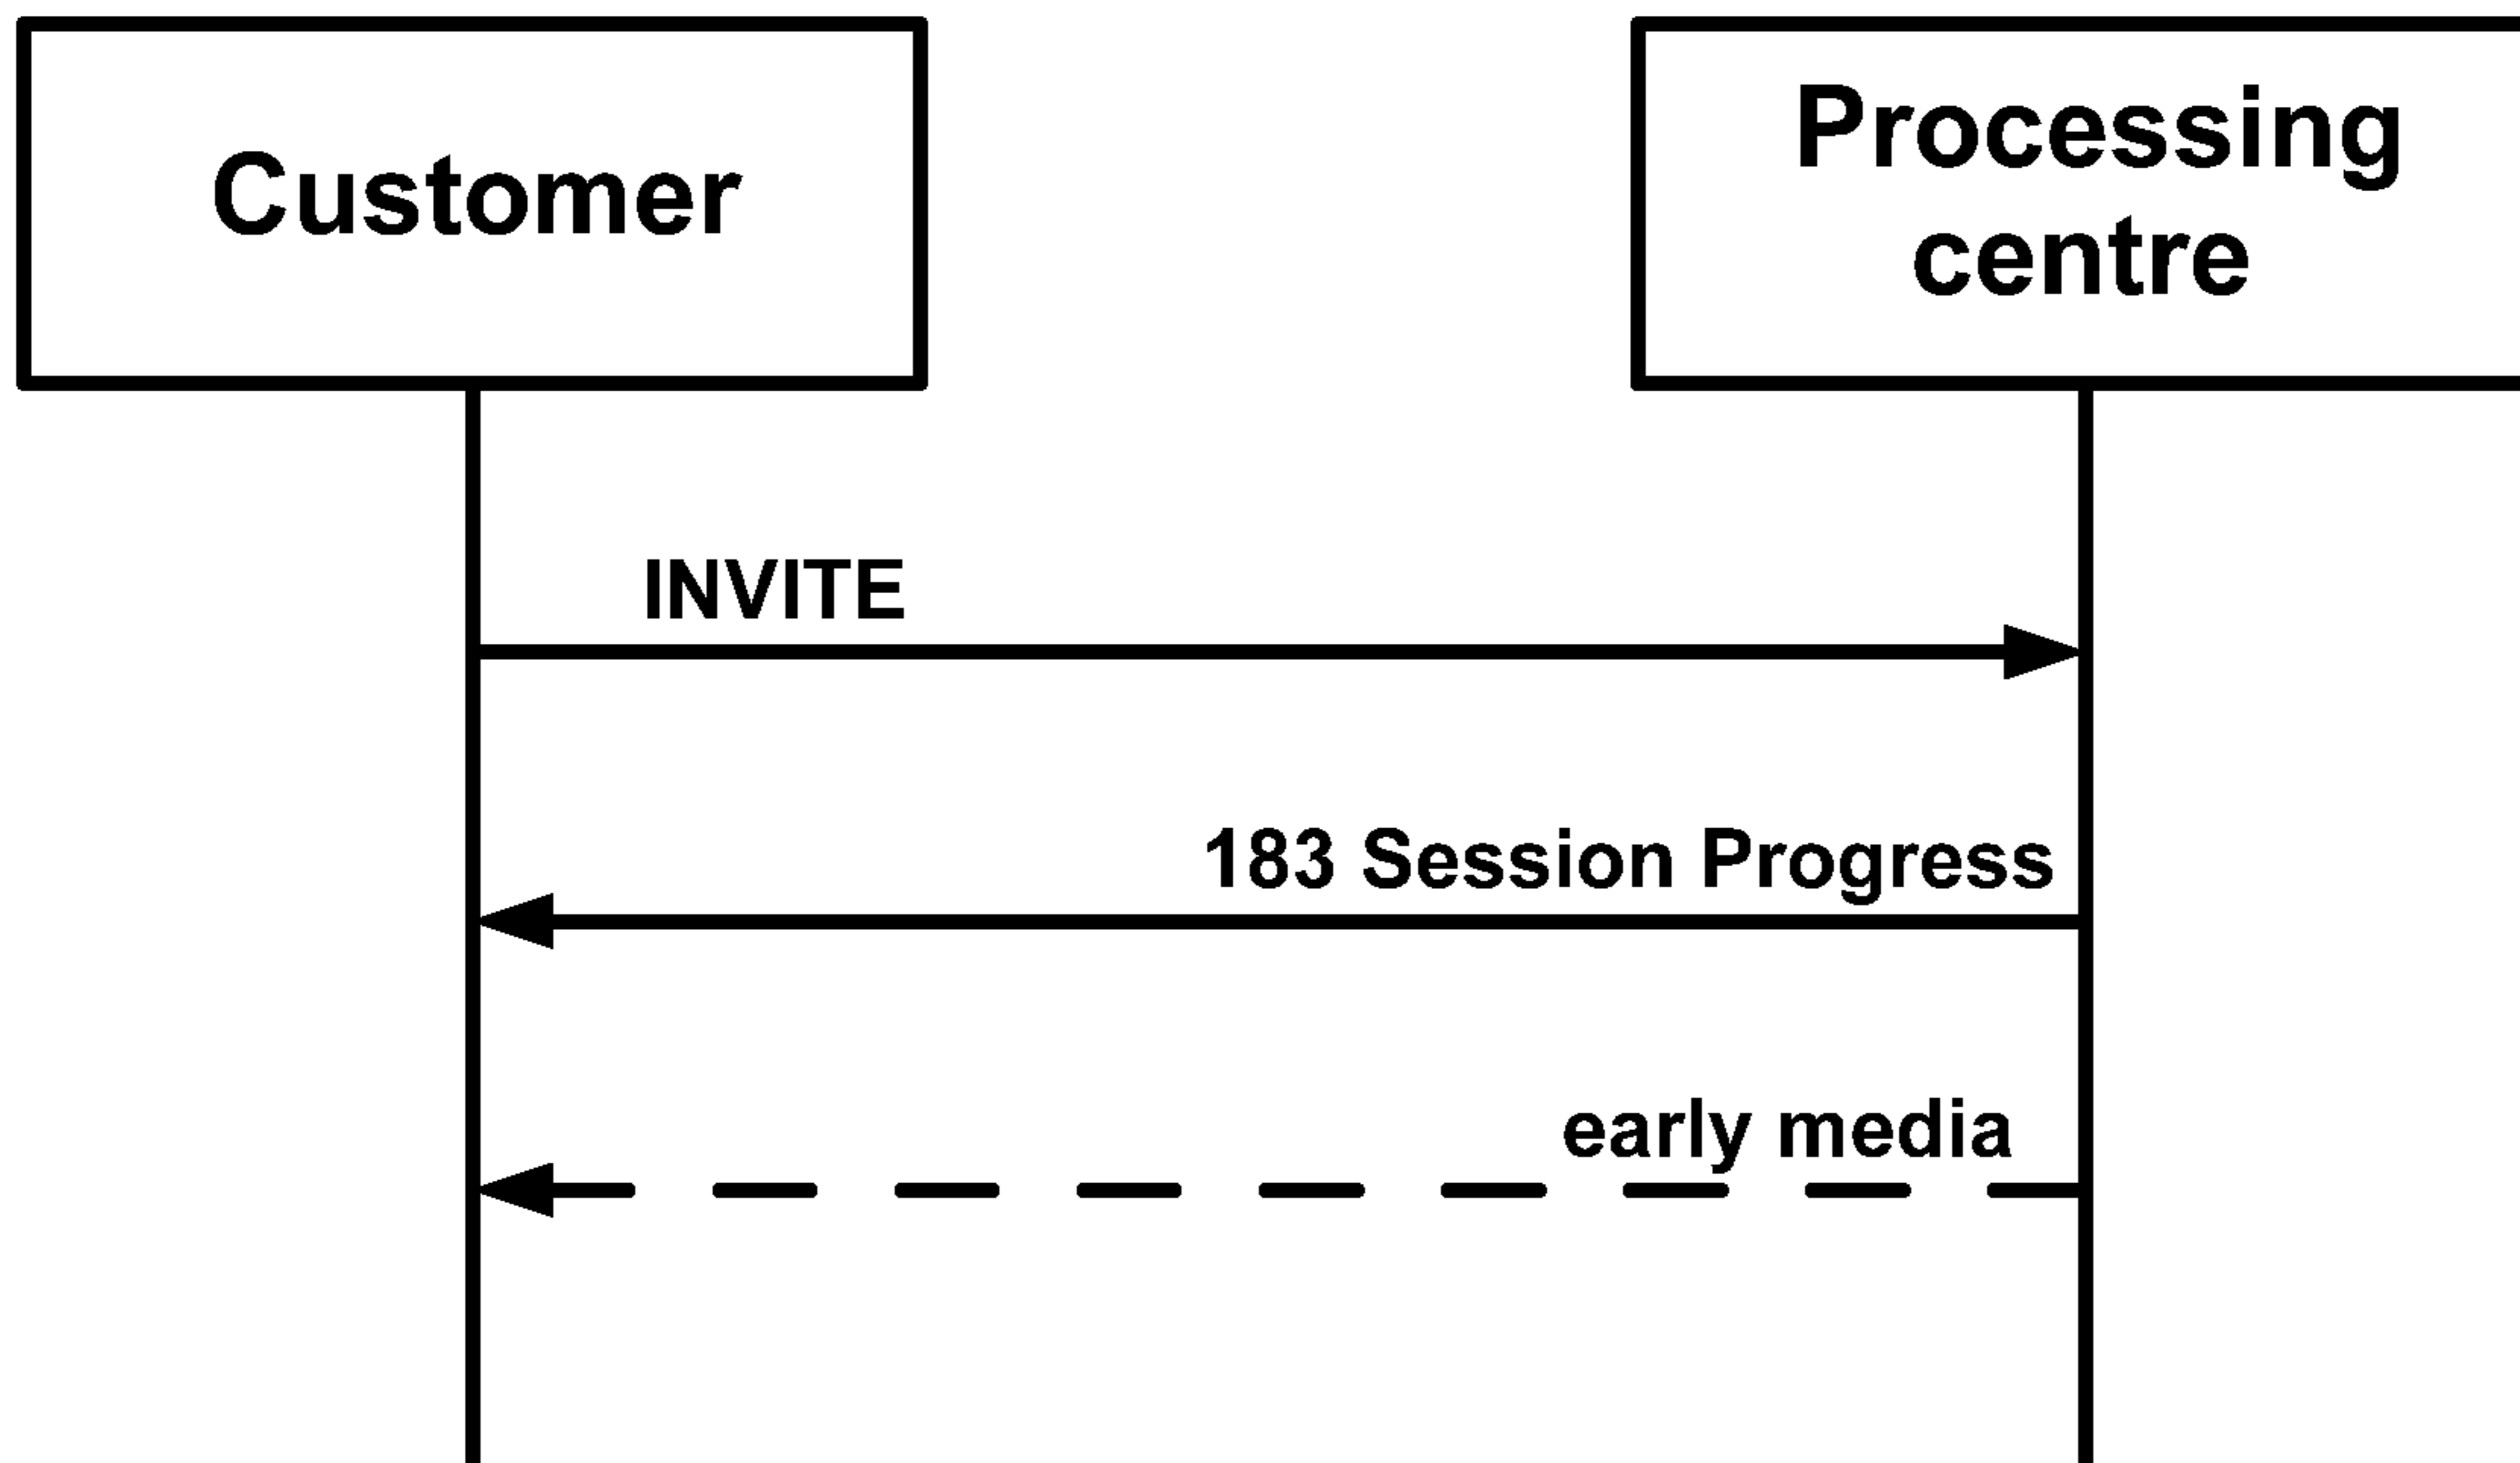 Customer
Processing
centre
INVITE
183 Session Progress
early media